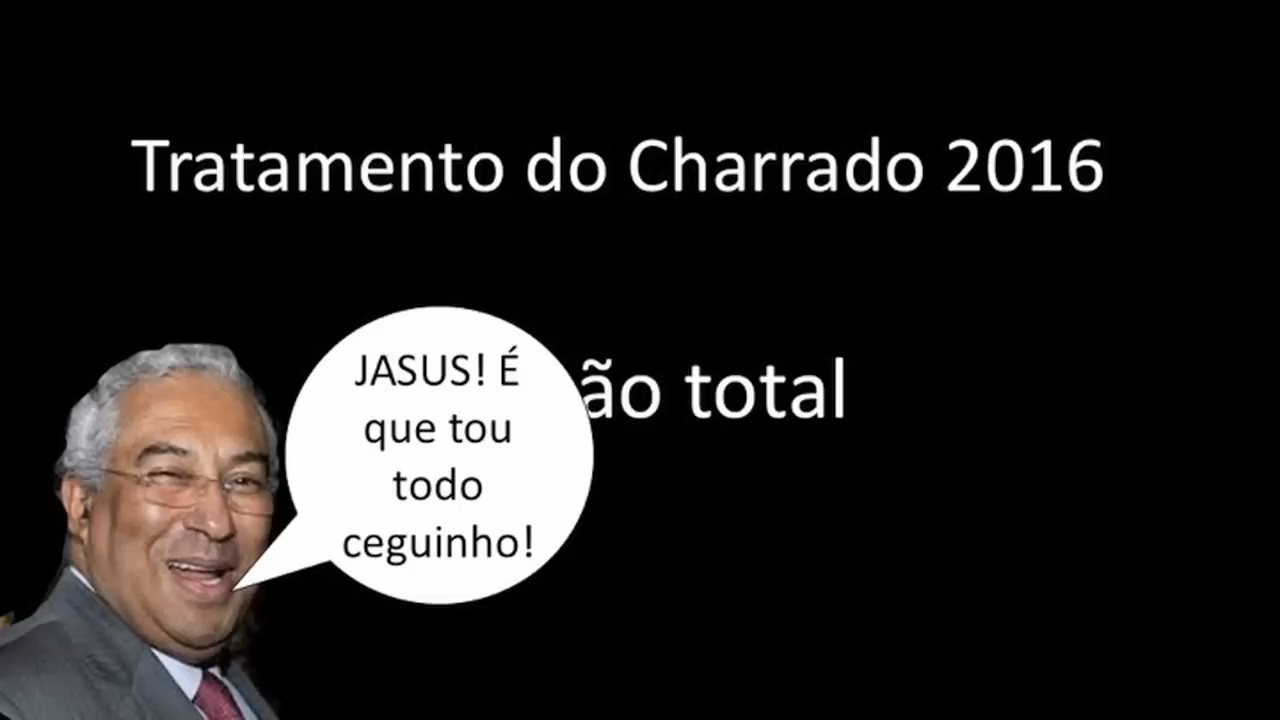 Tratamento do Charrado 2016
JASUS! É
que tou
todo
ceguinho!
ão total